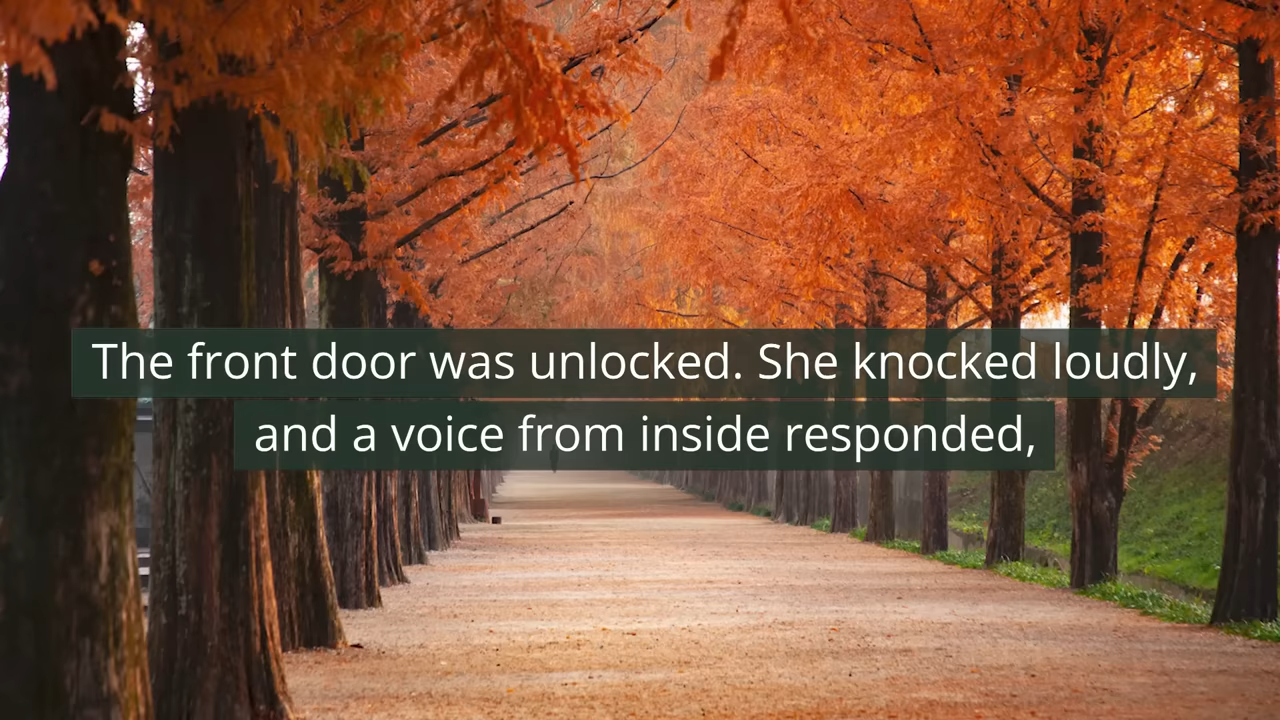 The front door was unlocked. She knocked loudly,
and a voice from inside responded,